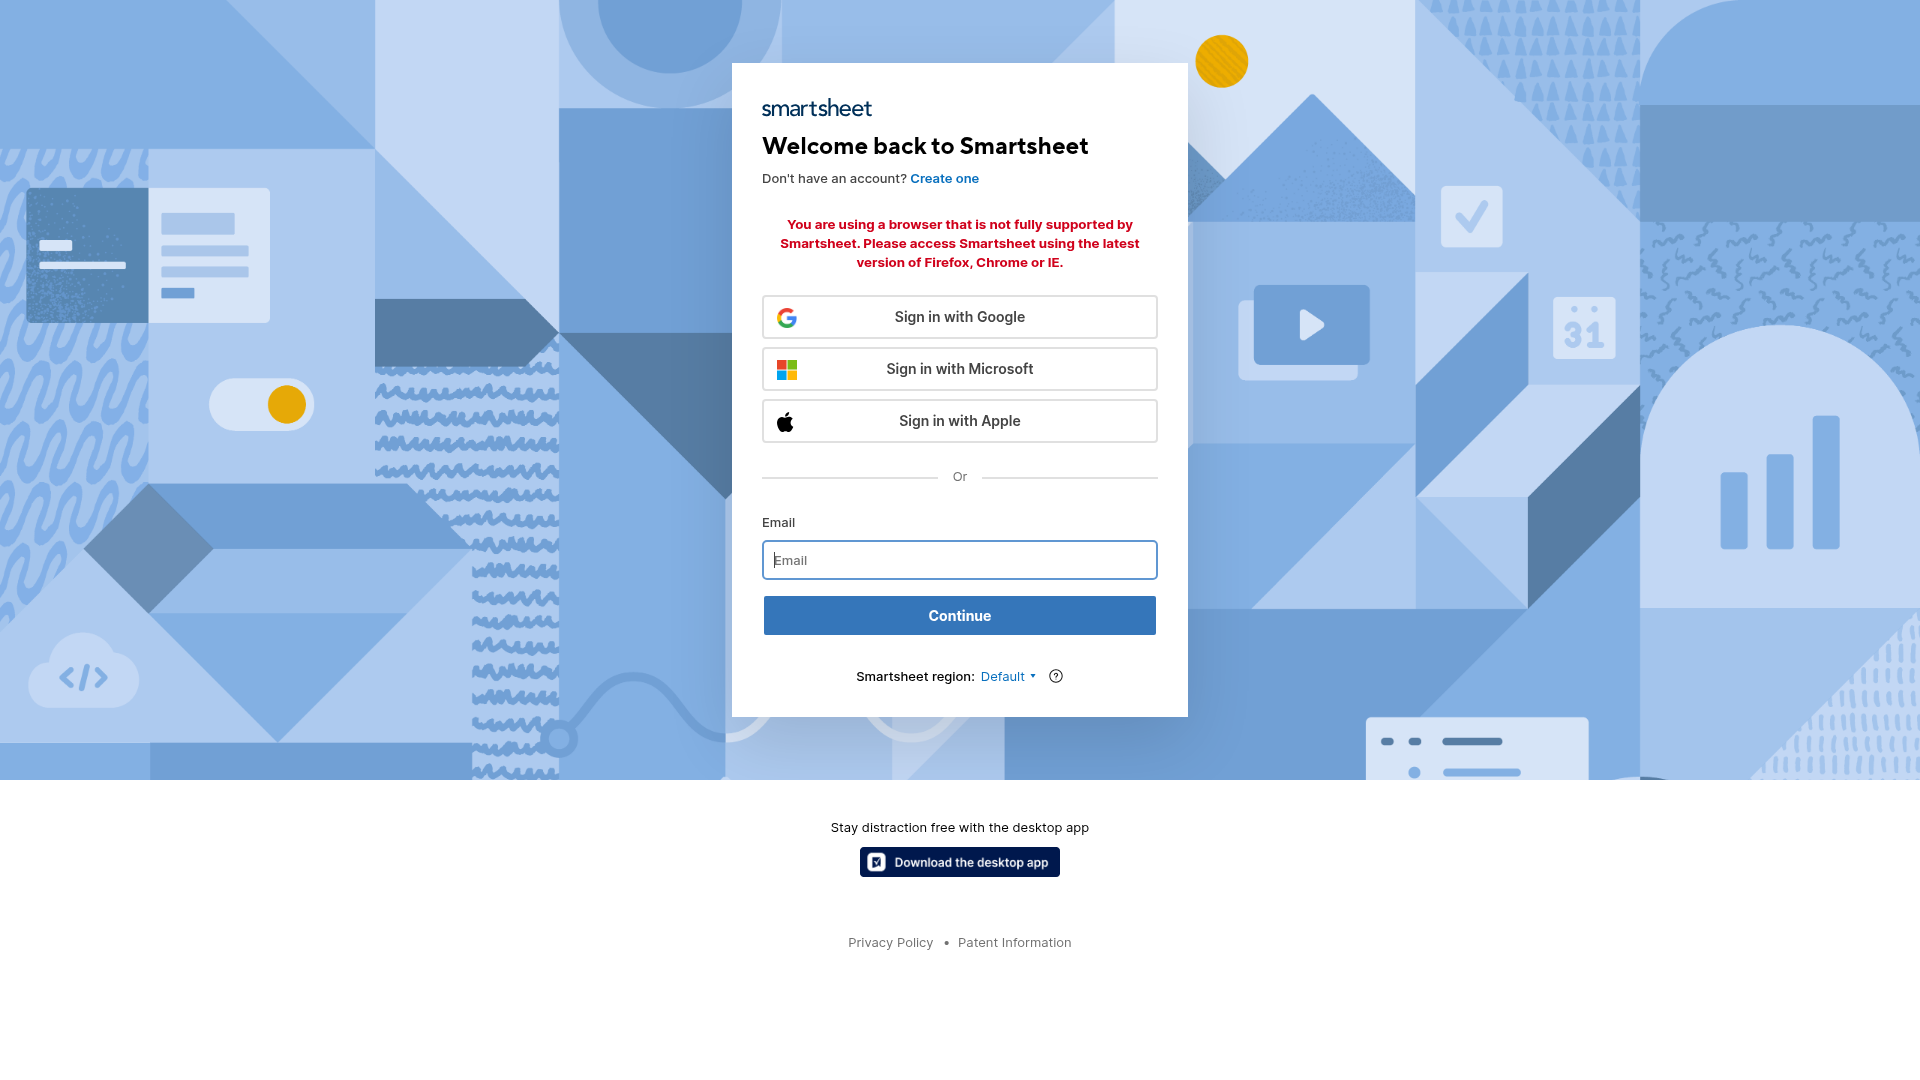 smartsheet
Welcome back to Smartsheet
Don't have an account? Create one
You are using a browser that is not fully supported by
Smartsheet. Please access Smartsheet using the latest
version of Firefox, Chrome or IE.
Sign in with Google
Sign in with Microsoft
Sign in with Apple
Or
Email
Email
Continue
Smartsheet region: Default
31
Stay distraction free with the desktop app
Download the desktop app
Privacy Policy • Patent Information